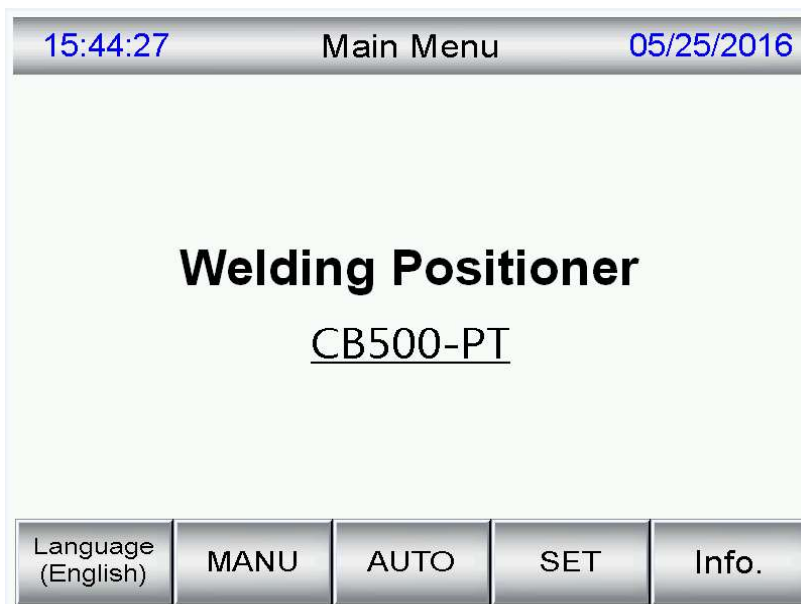 15:44:27 Main Menu 05/25/2016
Welding Positioner
CB500-PT
Language
(English)
MANU
AUTO
SET
Info.